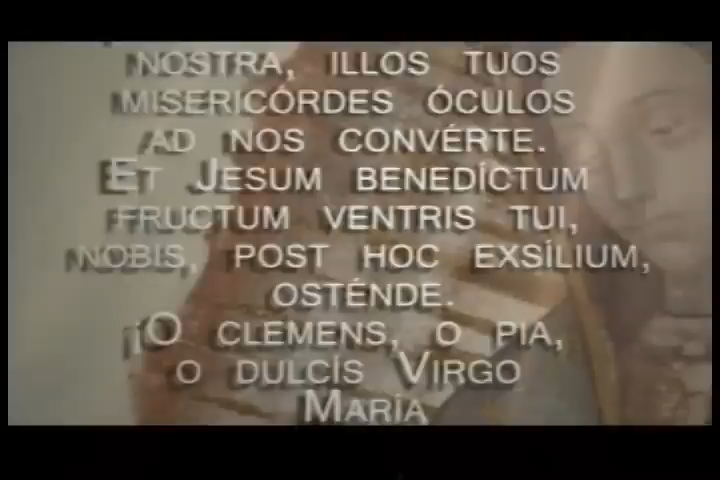 NOSTRA, ILLOS TUOS
MISERICÓRDES ÓCULOS
AD NOS CONVÉRTE.
ET JESUM BENEDÍCTUM
FRUCTUM VENTRIS TUI,
NOBIS, POST HOC EXSÍLIUM,
OSTÉNDE.
¡O CLEMENS, O PIA,
O DULCÍS VIRGO
MARÍA